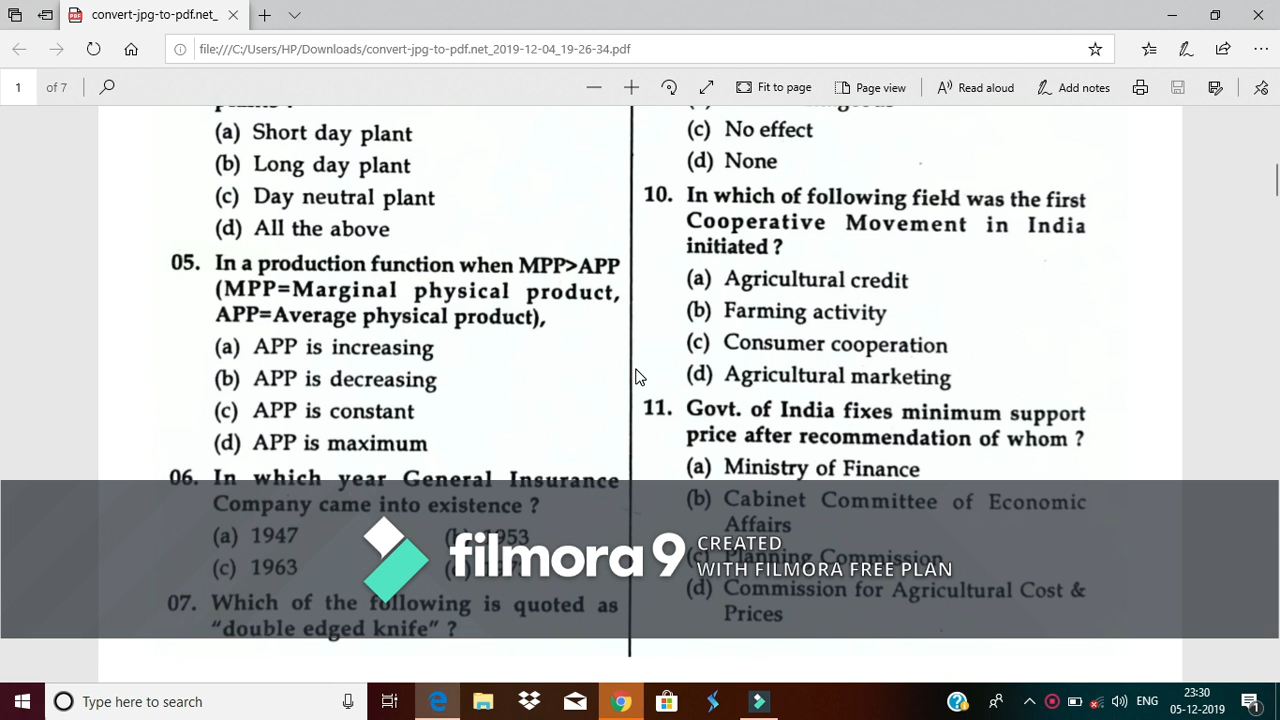 convert-jpg-to-pdf.net_
file:///C:/Users/HP/Downloads/convert-jpg-to-pdf.net_2019-12-04_19-26-34.pdf
1 of 7
Fit to page
Page view
Read aloud
Add notes
(a) Short day plant
(b) Long day plant
(c) Day neutral plant
(d) All the above
05. In a production function when MPP>APP
(MPP=Marginal physical product,
APP=Average physical product),
(a) APP is increasing
(b) APP is decreasing
(c) APP is constant
(d) APP is maximum
06. In which year General Insurance
Company came into existence ?
(a) 1947 (b) 1953
(c) 1963
07. Which of the following is quoted as
“double edged knife” ?
(c) No effect
(d) None
10. In which of following field was the first
Cooperative Movement in India
initiated ?
(a) Agricultural credit
(b) Farming activity
(c) Consumer cooperation
(d) Agricultural marketing
11. Govt. of India fixes minimum support
price after recommendation of whom ?
(a) Ministry of Finance
(b) Cabinet Committee of Economic
Affairs
(c) Planning Commission
(d) Commission for Agricultural Cost &
Prices
filmora 9
CREATED
WITH FILMORA FREE PLAN
Type here to search
ENG
23:30
05-12-2019
1